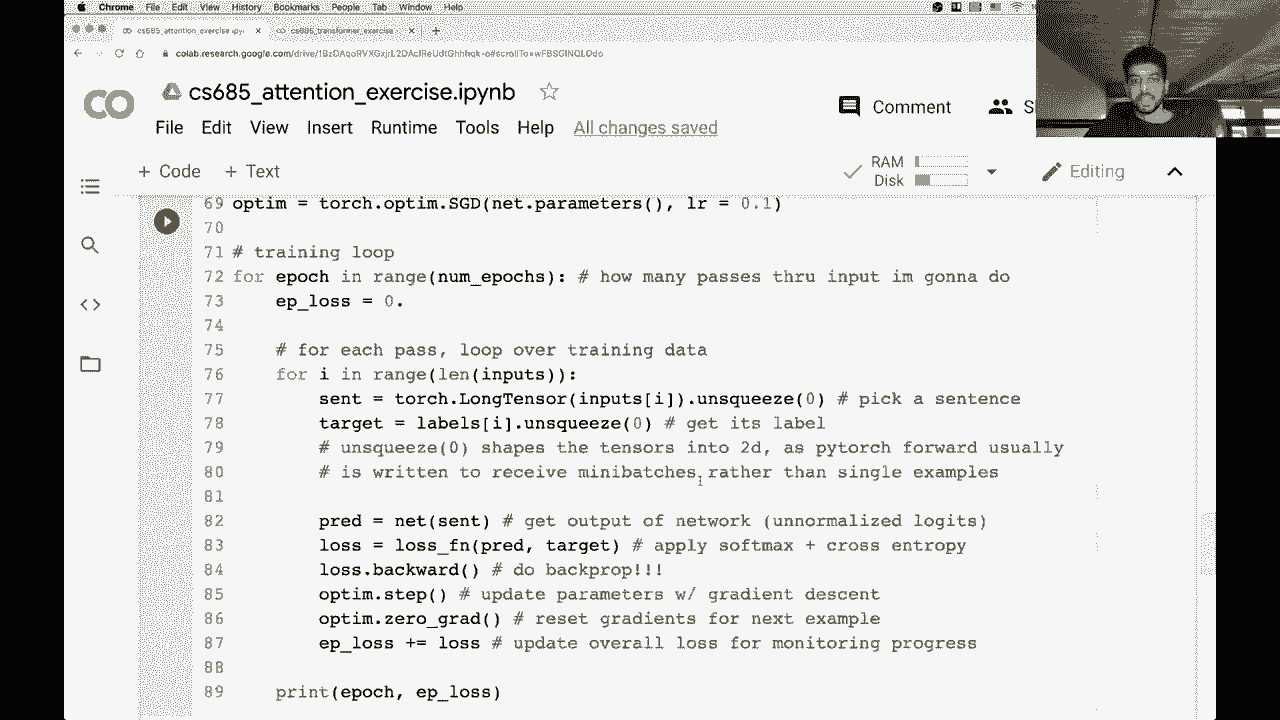 Chrome File Edit View History Bookmarks People Tab Window Help
cs685_attention_exercise.ipyn
cs685_transformer_exercise
CO
cs685_attention_exercise.ipynb
Comment
S
File Edit View Insert Runtime Tools Help All changes saved
+ Code + Text
RAM
Disk
Editing
69 optim = torch.optim.SGD(net.parameters(), lr = 0.1)
70
71 # training loop
72 for epoch in range(num_epochs): # how many passes thru input im gonna do
73 ep_loss = 0.
74
75 # for each pass, loop over training data
76 for i in range(len(inputs)):
77 sent = torch.LongTensor(inputs[i]).unsqueeze(0) # pick a sentence
78 target = labels[i].unsqueeze(0) # get its label
79 # unsqueeze(0) shapes the tensors into 2d, as pytorch forward usually
80 # is written to receive minibatches rather than single examples
81
82 pred = net(sent) # get output of network (unnormalized logits)
83 loss = loss_fn(pred, target) # apply softmax + cross entropy
84 loss.backward() # do backprop!!!
85 optim.step() # update parameters w/ gradient descent
86 optim.zero_grad() # reset gradients for next example
87 ep_loss += loss # update overall loss for monitoring progress
88
89 print(epoch, ep_loss)